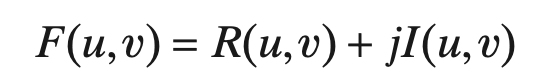 F(u,v) = R(u,v) + jI(u,v)